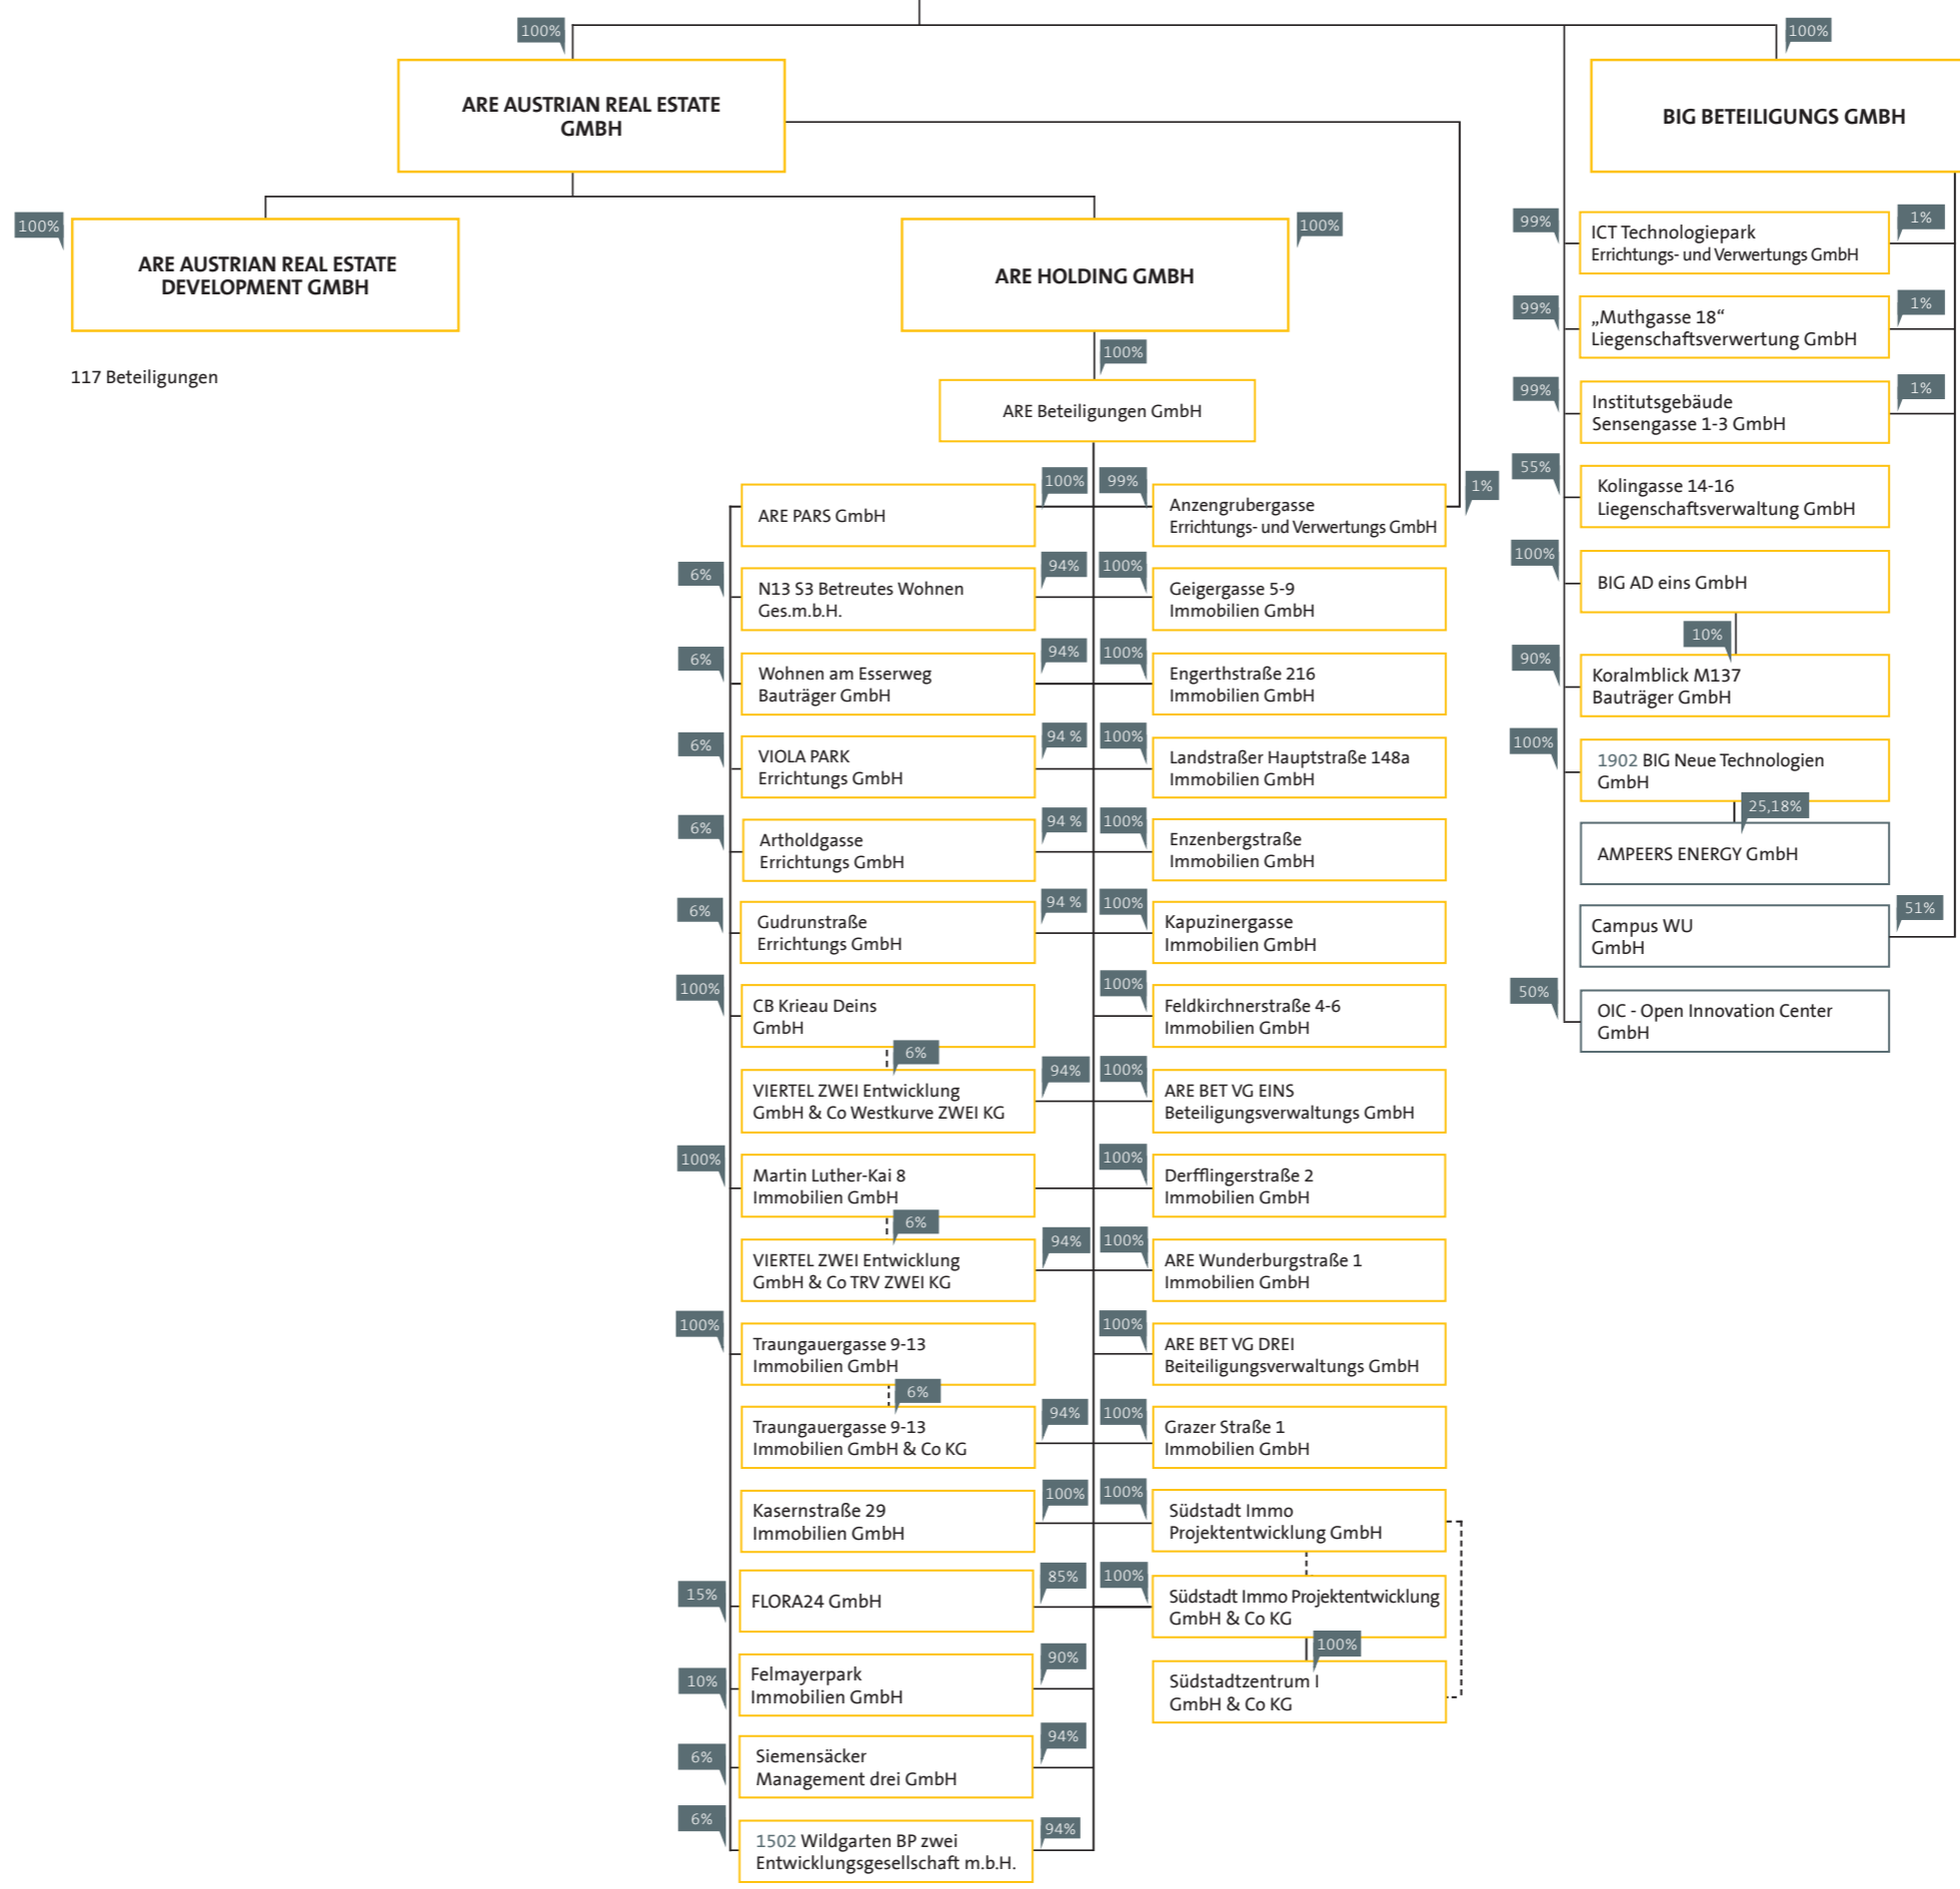 100%
100%
ARE AUSTRIAN REAL ESTATE
GMBH
BIG BETEILIGUNGS GMBH
100%
ARE AUSTRIAN REAL ESTATE
DEVELOPMENT GMBH
117 Beteiligungen
100%
ARE HOLDING GMBH
100%
ARE Beteiligungen GmbH
100%
ARE PARS GmbH
99%
Anzengrubergasse
Errichtungs- und Verwertungs GmbH
1%
6%
N13 S3 Betreutes Wohnen
Ges.m.b.H.
94%
100%
Geigergasse 5-9
Immobilien GmbH
6%
Wohnen am Esserweg
Bauträger GmbH
94%
100%
Engerthstraße 216
Immobilien GmbH
6%
VIOLA PARK
Errichtungs GmbH
94 %
100%
Landstraßer Hauptstraße 148a
Immobilien GmbH
6%
Artholdgasse
Errichtungs GmbH
94 %
100%
Enzenbergstraße
Immobilien GmbH
6%
Gudrunstraße
Errichtungs GmbH
94 %
100%
Kapuzinergasse
Immobilien GmbH
100%
CB Krieau Deins
GmbH
100%
Feldkirchnerstraße 4-6
Immobilien GmbH
6%
VIERTEL ZWEI Entwicklung
GmbH & Co Westkurve ZWEI KG
94%
100%
ARE BET VG EINS
Beteiligungsverwaltungs GmbH
100%
Martin Luther-Kai 8
Immobilien GmbH
100%
Derfflingerstraße 2
Immobilien GmbH
6%
VIERTEL ZWEI Entwicklung
GmbH & Co TRV ZWEI KG
94%
100%
ARE Wunderburgstraße 1
Immobilien GmbH
100%
Traungauergasse 9-13
Immobilien GmbH
100%
ARE BET VG DREI
Beiteiligungsverwaltungs GmbH
6%
Traungauergasse 9-13
Immobilien GmbH & Co KG
94%
100%
Grazer Straße 1
Immobilien GmbH
Kasernstraße 29
Immobilien GmbH
100%
100%
Südstadt Immo
Projektentwicklung GmbH
15%
FLORA24 GmbH
85%
100%
Südstadt Immo Projektentwicklung
GmbH & Co KG
10%
Felmayerpark
Immobilien GmbH
90%
100%
Südstadtzentrum I
GmbH & Co KG
6%
Siemensäcker
Management drei GmbH
94%
6%
1502 Wildgarten BP zwei
Entwicklungsgesellschaft m.b.H.
94%
99%
ICT Technologiepark
Errichtungs- und Verwertungs GmbH
1%
99%
„Muthgasse 18“
Liegenschaftsverwertung GmbH
1%
99%
Institutsgebäude
Sensengasse 1-3 GmbH
1%
55%
Kolingasse 14-16
Liegenschaftsverwaltung GmbH
100%
BIG AD eins GmbH
10%
90%
Koralmblick M137
Bauträger GmbH
100%
1902 BIG Neue Technologien
GmbH
25,18%
AMPEERS ENERGY GmbH
Campus WU
GmbH
51%
50%
OIC - Open Innovation Center
GmbH